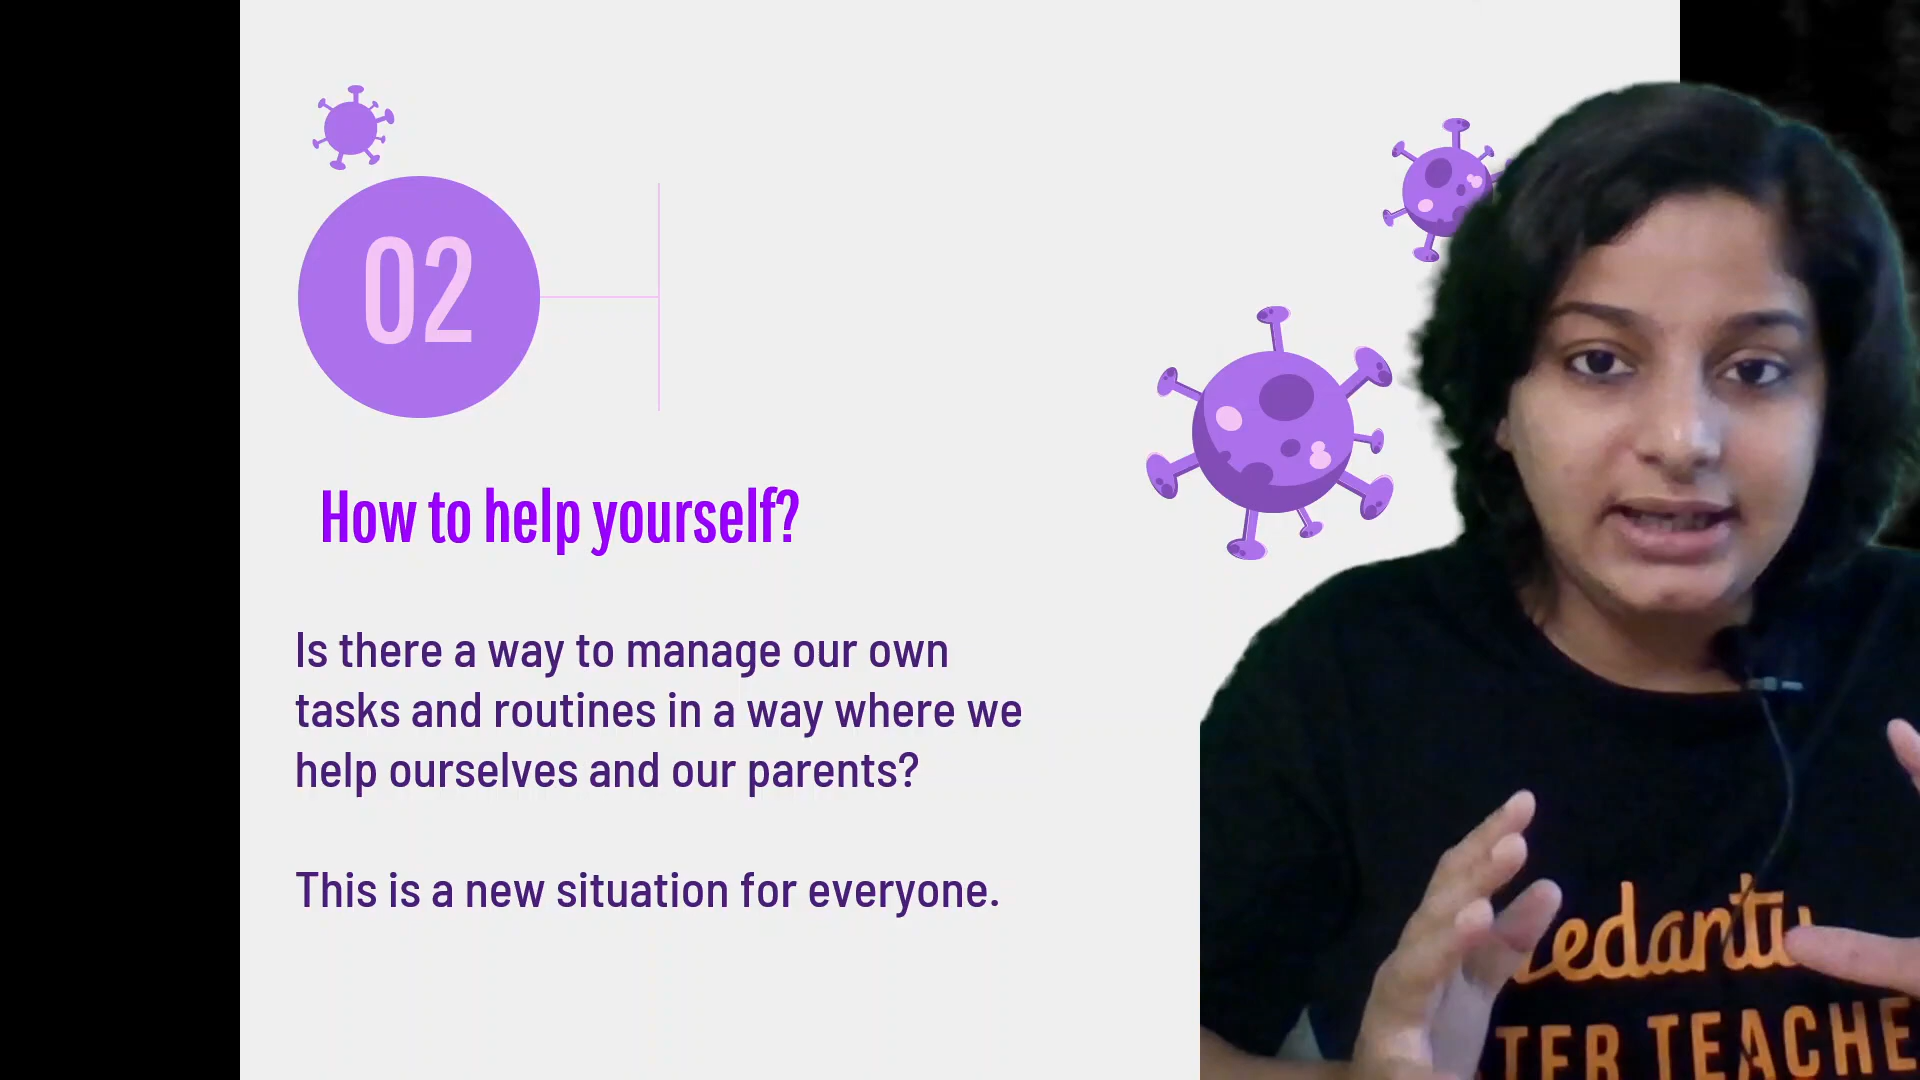 02
How to help yourself?
Is there a way to manage our own
tasks and routines in a way where we
help ourselves and our parents?
This is a new situation for everyone.